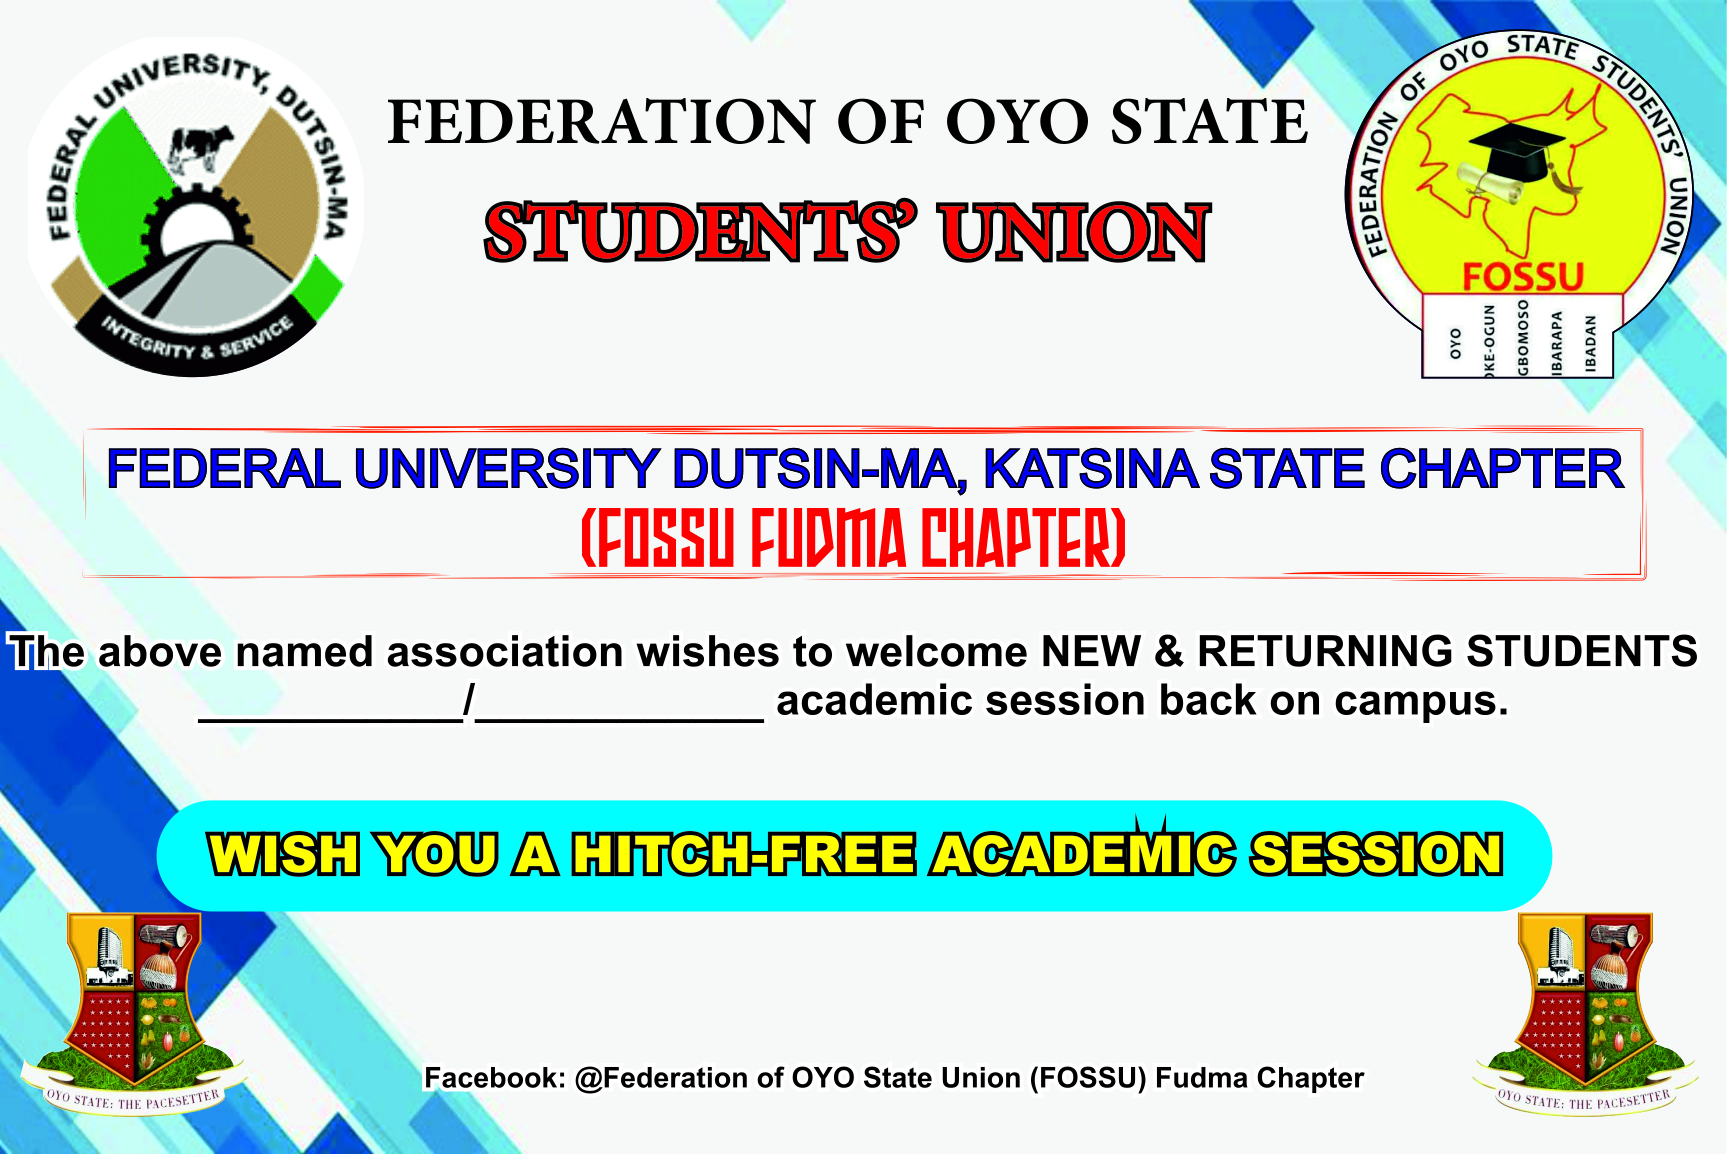 FEDERAL UNIVERSITY, DUTSIN-MA
INTEGRITY & SERVICE
FEDERATION OF OYO STATE
STUDENTS’ UNION
FEDERATION OF OYO STATE STUDENTS' UNION
FOSSU
OYO
OKE-OGUN
GBOMOSO
IBARAPA
IBADAN
FEDERAL UNIVERSITY DUTSIN-MA, KATSINA STATE CHAPTER
(FOSSU FUDMA CHAPTER)
The above named association wishes to welcome NEW & RETURNING STUDENTS
___________/____________ academic session back on campus.
WISH YOU A HITCH-FREE ACADEMIC SESSION
OYO STATE: THE PACESETTER
Facebook: @Federation of OYO State Union (FOSSU) Fudma Chapter
OYO STATE: THE PACESETTER